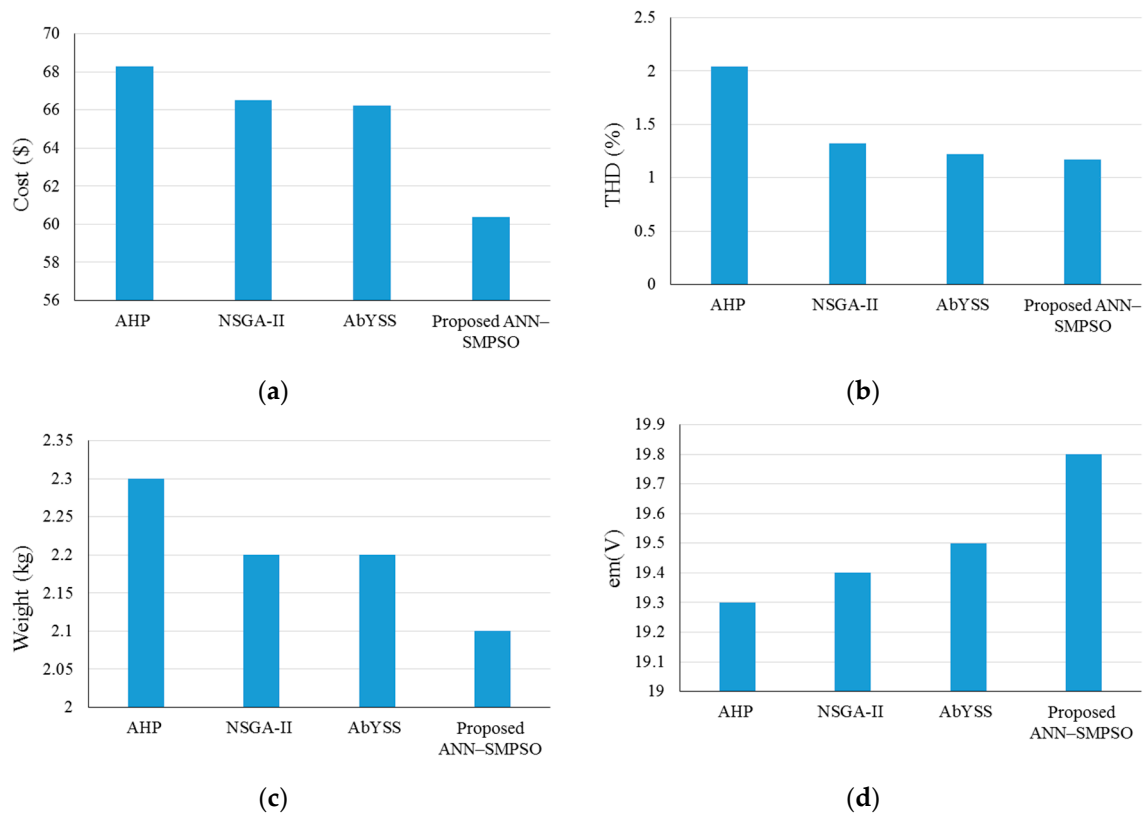 Cost ($)
70
68
66
64
62
60
58
56
AHP
NSGA-II
AbYSS
Proposed ANN–
SMPSO
(a)
THD (%)
2.5
2
1.5
1
0.5
0
AHP
NSGA-II
AbYSS
Proposed ANN–
SMPSO
(b)
Weight (kg)
2.35
2.3
2.25
2.2
2.15
2.1
2.05
2
AHP
NSGA-II
AbYSS
Proposed
ANN–SMPSO
(c)
em(V)
19.9
19.8
19.7
19.6
19.5
19.4
19.3
19.2
19.1
19
AHP
NSGA-II
AbYSS
Proposed
ANN–SMPSO
(d)